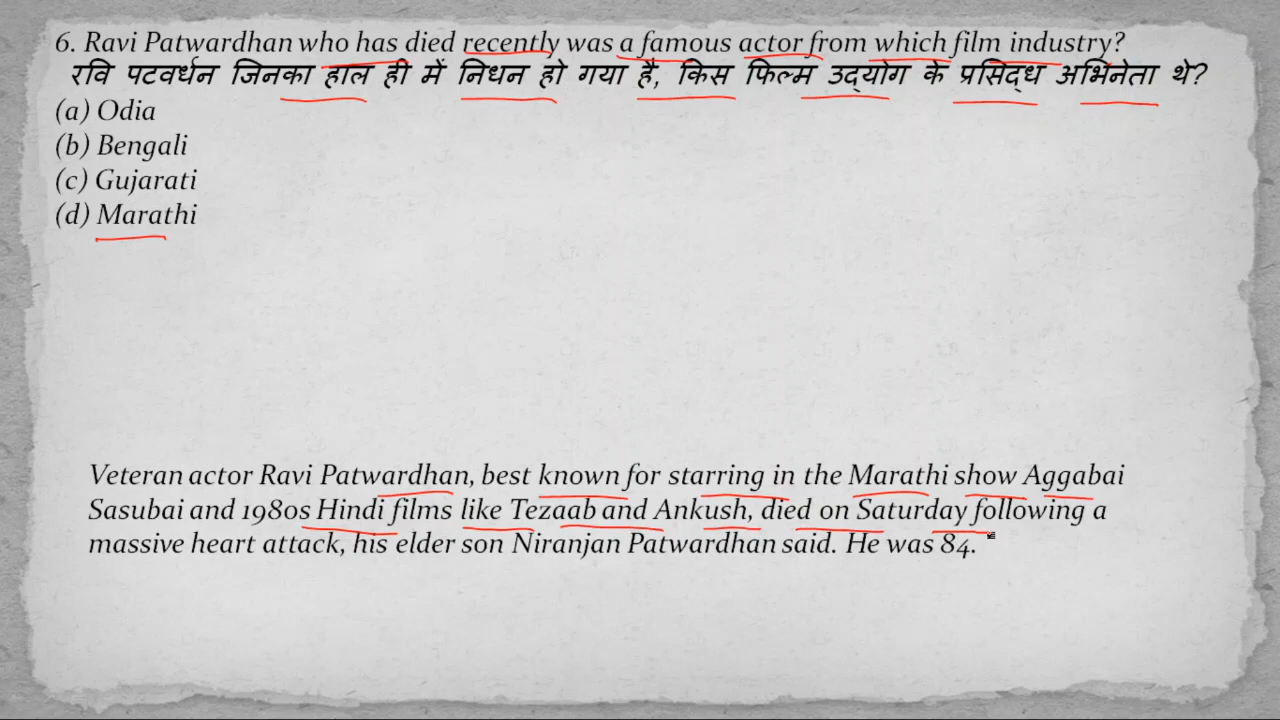 6. Ravi Patwardhan who has died recently was a famous actor from which film industry?
रवि पटवर्धन जिनका हाल ही में निधन हो गया है, किस फिल्म उद्योग के प्रसिद्ध अभिनेता थे?
(a) Odia
(b) Bengali
(c) Gujarati
(d) Marathi
Veteran actor Ravi Patwardhan, best known for starring in the Marathi show Aggabai
Sasubai and 1980s Hindi films like Tezaab and Ankush, died on Saturday following a
massive heart attack, his elder son Niranjan Patwardhan said. He was 84.